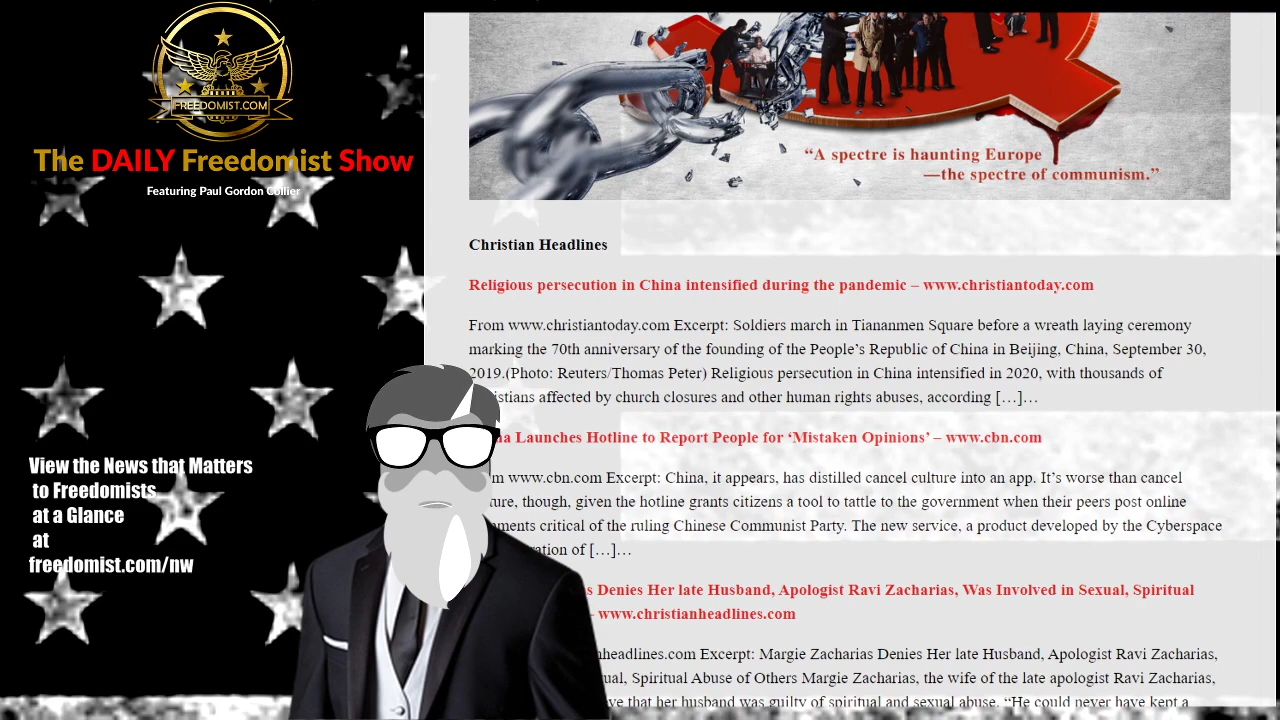 FREEDOMIST.COM
The DAILY Freedomist Show
Featuring Paul Gordon Collier
View the News that Matters
to Freedomists
at a Glance
at
freedomist.com/nw
“A spectre is haunting Europe
—the spectre of communism.”
Christian Headlines
Religious persecution in China intensified during the pandemic – www.christiantoday.com
From www.christiantoday.com Excerpt: Soldiers march in Tiananmen Square before a wreath laying ceremony
marking the 70th anniversary of the founding of the People’s Republic of China in Beijing, China, September 30,
2019.(Photo: Reuters/Thomas Peter) Religious persecution in China intensified in 2020, with thousands of
affected by church closures and other human rights abuses, according […]…
Launches Hotline to Report People for ‘Mistaken Opinions’ – www.cbn.com
www.cbn.com Excerpt: China, it appears, has distilled cancel culture into an app. It’s worse than cancel
though, given the hotline grants citizens a tool to tattle to the government when their peers post online
critical of the ruling Chinese Communist Party. The new service, a product developed by the Cyberspace
of […]…
Denies Her late Husband, Apologist Ravi Zacharias, Was Involved in Sexual, Spiritual
– www.christianheadlines.com
Excerpt: Margie Zacharias Denies Her late Husband, Apologist Ravi Zacharias,
Spiritual Abuse of Others Margie Zacharias, the wife of the late apologist Ravi Zacharias,
that her husband was guilty of spiritual and sexual abuse. “He could never have kept a